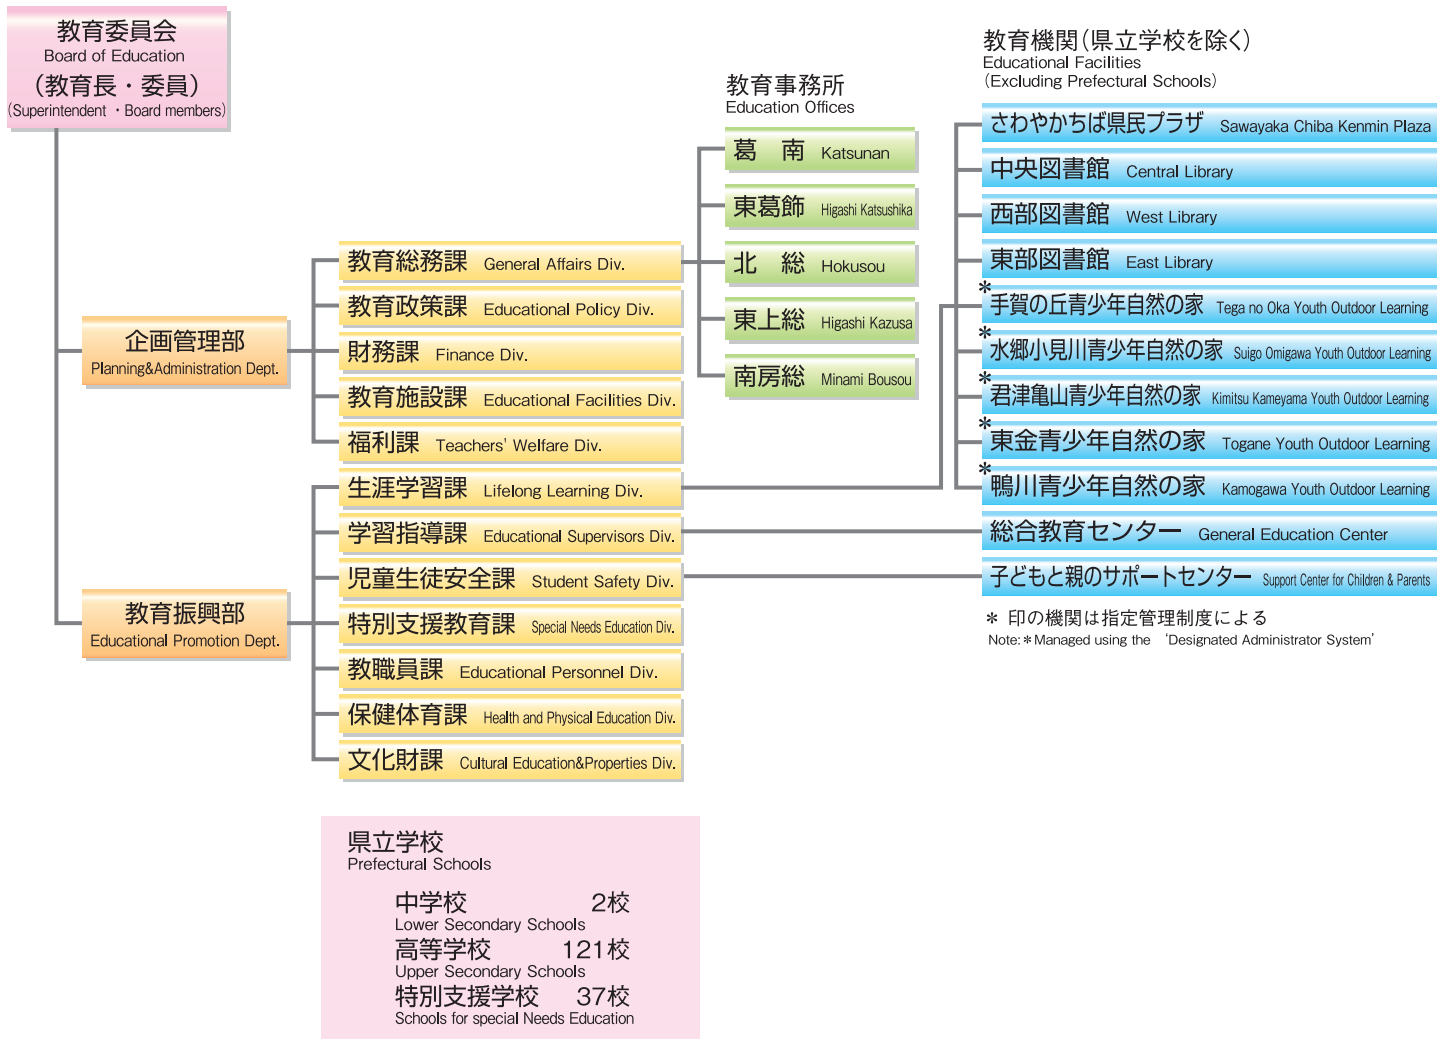 教育委員会
Board of Education
（教育長・委員）
(Superintendent ・Board members)
企画管理部
Planning&Administration Dept.
教育振興部
Educational Promotion Dept.
教育総務課 General Affairs Div.
教育政策課 Educational Policy Div.
財務課 Finance Div.
教育施設課 Educational Facilities Div.
福利課 Teachers' Welfare Div.
生涯学習課 Lifelong Learning Div.
学習指導課 Educational Supervisors Div.
児童生徒安全課 Student Safety Div.
特別支援教育課 Special Needs Education Div.
教職員課 Educational Personnel Div.
保健体育課 Health and Physical Education Div.
文化財課 Cultural Education&Properties Div.
教育事務所
Education Offices
葛　南 Katsunan
東葛飾 Higashi Katsushika
北　総 Hokusou
東上総 Higashi Kazusa
南房総 Minami Bousou
教育機関（県立学校を除く）
Educational Facilities
(Excluding Prefectural Schools)
さわやかちば県民プラザ Sawayaka Chiba Kenmin Plaza
中央図書館 Central Library
西部図書館 West Library
東部図書館 East Library
*手賀の丘青少年自然の家 Tega no Oka Youth Outdoor Learning
*水郷小見川青少年自然の家 Suigo Omigawa Youth Outdoor Learning
*君津亀山青少年自然の家 Kimitsu Kameyama Youth Outdoor Learning
*東金青少年自然の家 Togane Youth Outdoor Learning
*鴨川青少年自然の家 Kamogawa Youth Outdoor Learning
総合教育センター General Education Center
子どもと親のサポートセンター Support Center for Children & Parents
* 印の機関は指定管理制度による
Note:*Managed using the ‘Designated Administrator System’
県立学校
Prefectural Schools
中学校 2校
Lower Secondary Schools
高等学校 121校
Upper Secondary Schools
特別支援学校 37校
Schools for special Needs Education